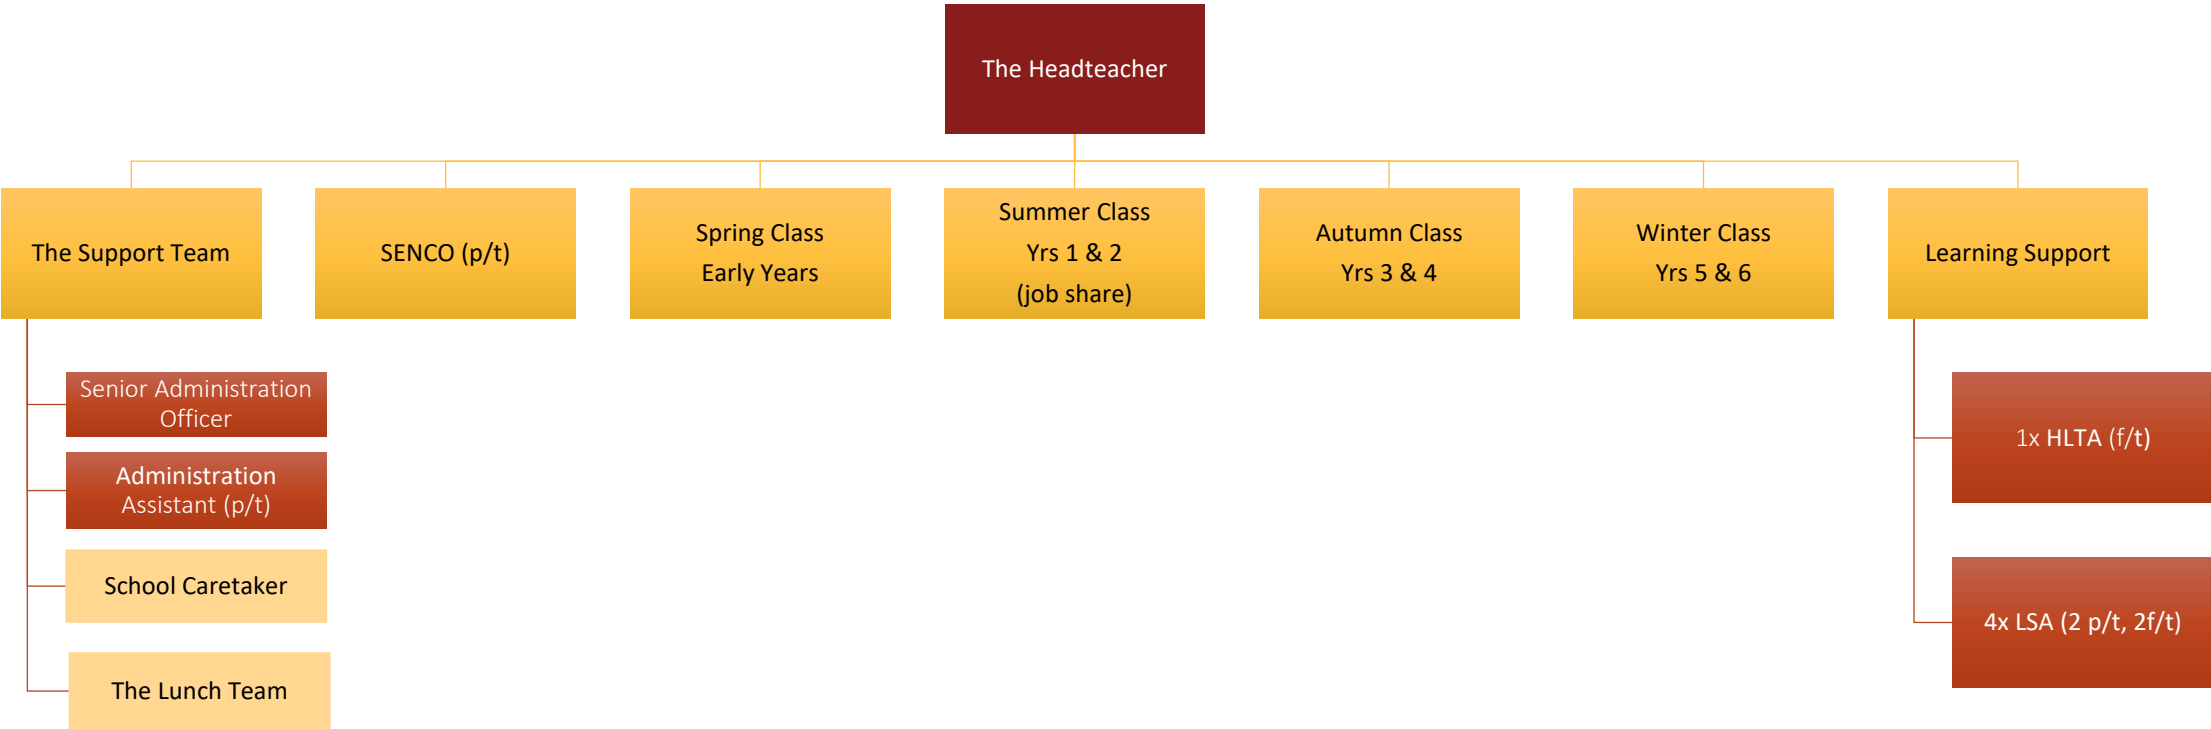 The Headteacher
The Support Team
SENCO (p/t)
Spring Class
Early Years
Summer Class
Yrs 1 & 2
(job share)
Autumn Class
Yrs 3 & 4
Winter Class
Yrs 5 & 6
Learning Support
Senior Administration
Officer
Administration
Assistant (p/t)
School Caretaker
The Lunch Team
1x HLTA (f/t)
4x LSA (2 p/t, 2f/t)